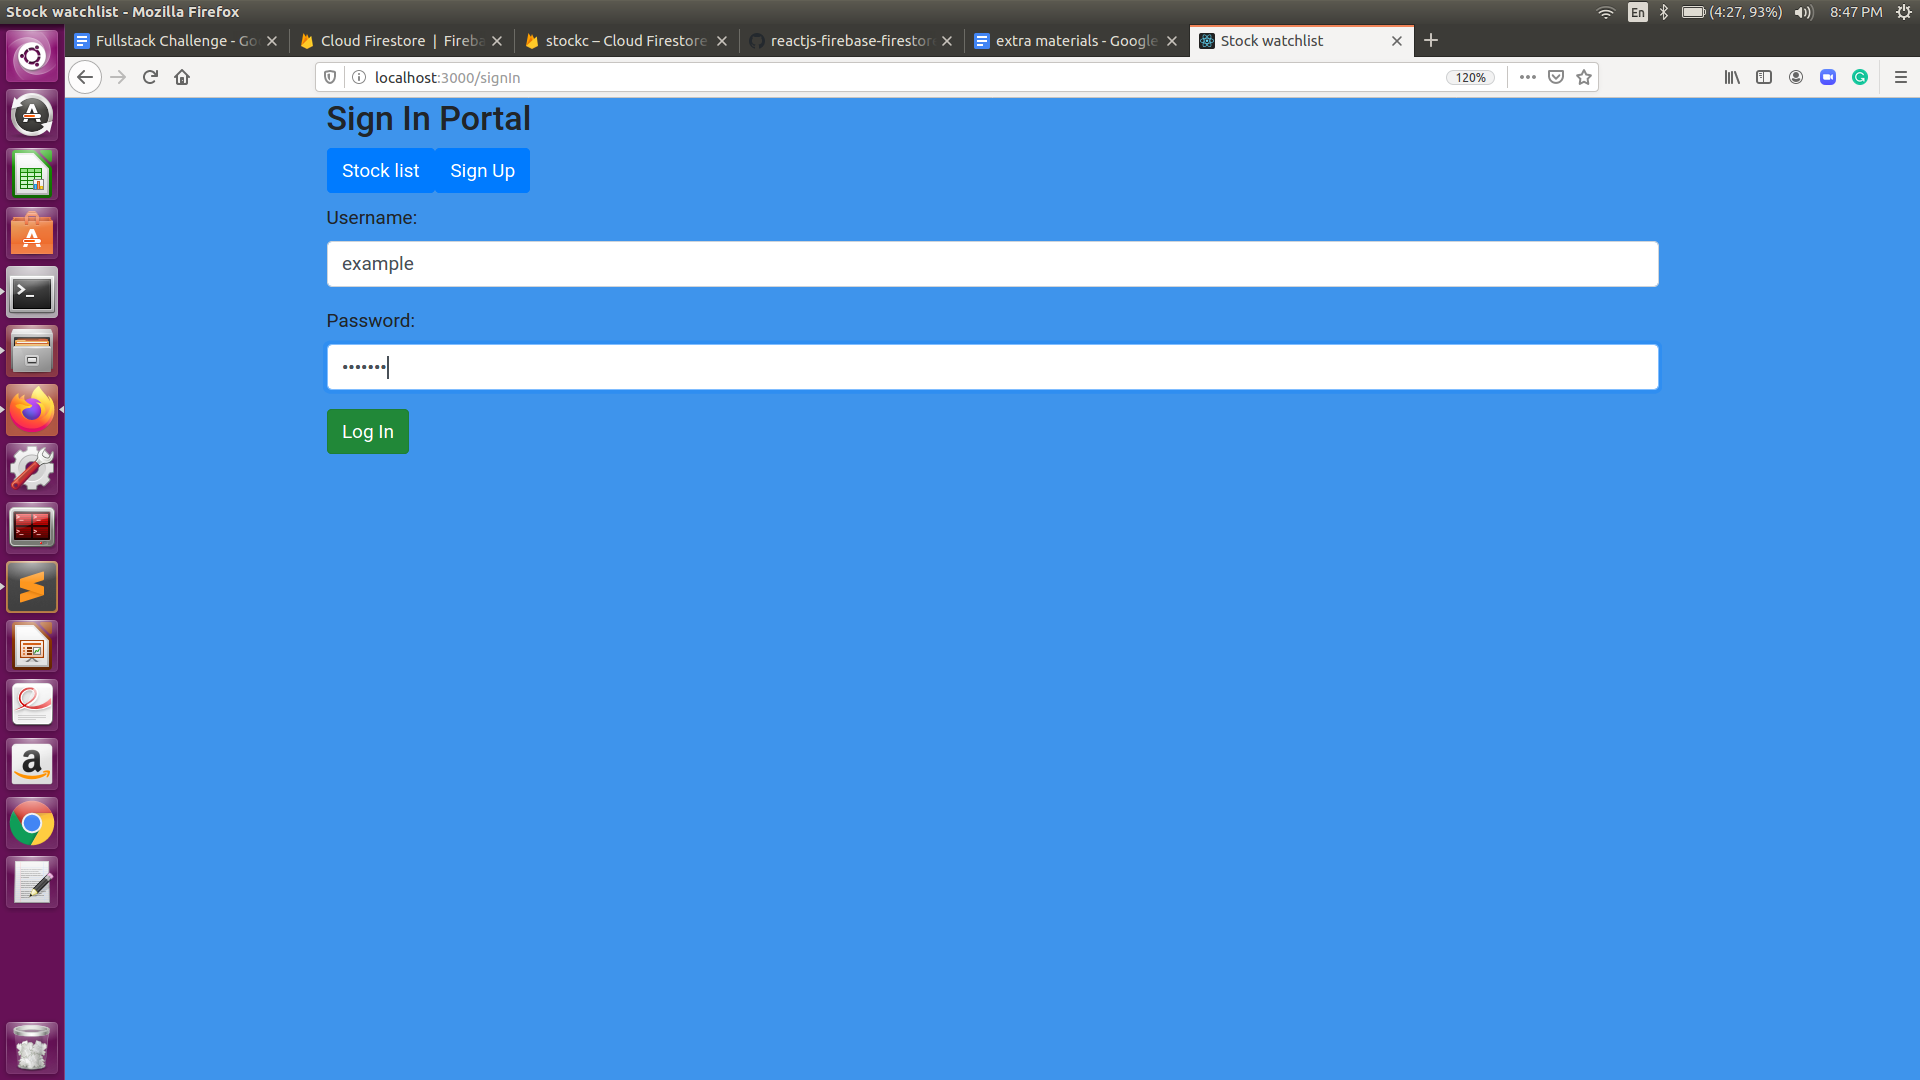 Stock watchlist - Mozilla Firefox
En
(4:27, 93%)
8:47 PM
Fullstack Challenge - Go
Cloud Firestore | Fireba
stockc – Cloud Firestore
reactjs-firebase-firestor
extra materials - Google
Stock watchlist
localhost:3000/signIn
120%
Sign In Portal
Stock list
Sign Up
Username:
example
Password:
Log In